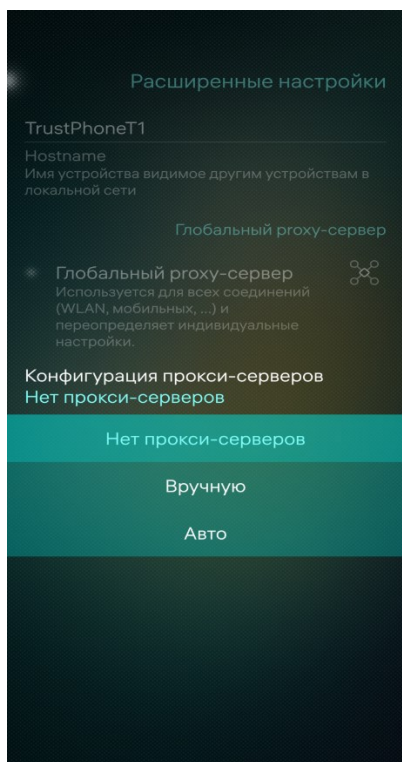 Расширенные настройки
TrustPhoneT1
Hostname
Имя устройства видимое другим устройствам в
локальной сети
Глобальный proxy-сервер
Глобальный proxy-сервер
Используется для всех соединений
(WLAN, мобильных, ...) и
переопределяет индивидуальные
настройки.
Конфигурация прокси-серверов
Нет прокси-серверов
Нет прокси-серверов
Вручную
Авто